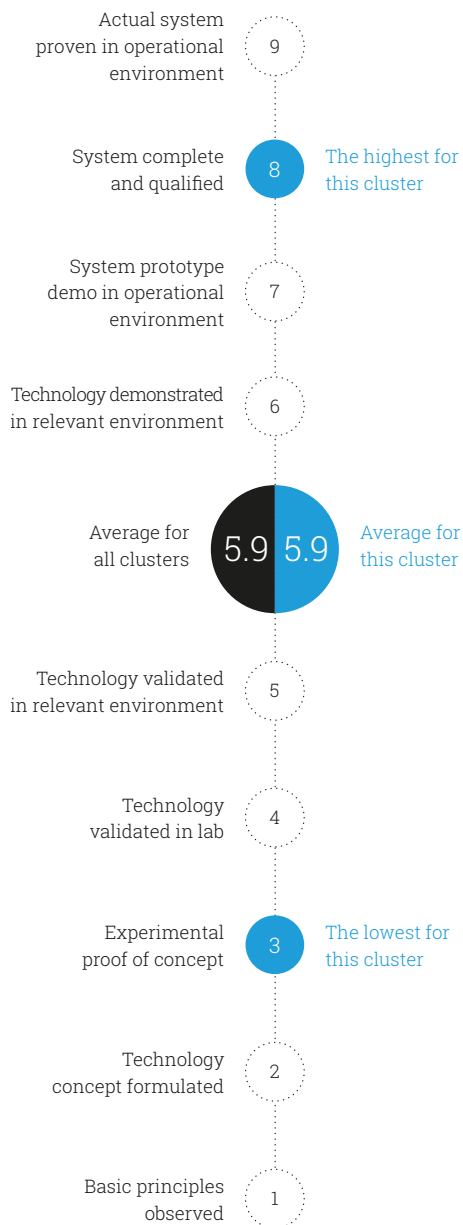 Actual system
proven in operational
environment
9
System complete
and qualified
8
The highest for
this cluster
System prototype
demo in operational
environment
7
Technology demonstrated
in relevant environment
6
Average for
all clusters
5.9
5.9
Average for
this cluster
Technology validated
in relevant environment
5
Technology
validated in lab
4
Experimental
proof of concept
3
The lowest for
this cluster
Technology
concept formulated
2
Basic principles
observed
1